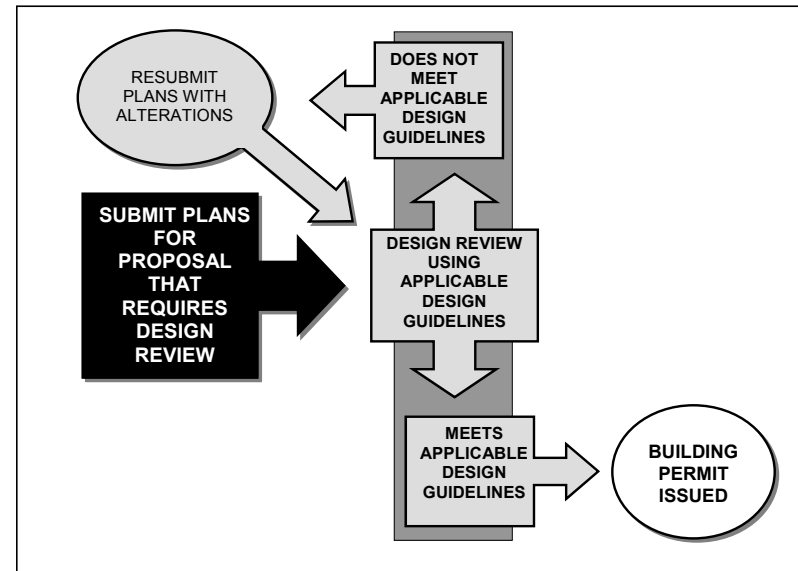 RESUBMIT
PLANS WITH
ALTERATIONS
DOES NOT
MEET
APPLICABLE
DESIGN
GUIDELINES
SUBMIT PLANS
FOR
PROPOSAL
THAT
REQUIRES
DESIGN
REVIEW
DESIGN REVIEW
USING
APPLICABLE
DESIGN
GUIDELINES
MEETS
APPLICABLE
DESIGN
GUIDELINES
BUILDING
PERMIT
ISSUED